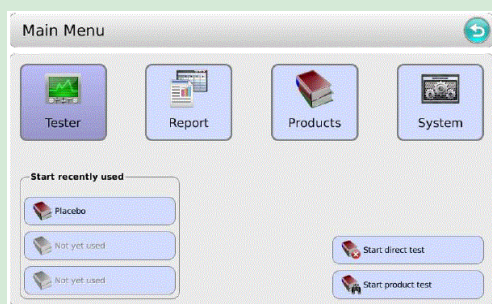 Main Menu
Tester
Report
Products
System
Start recently used
Placebo
Not yet used
Not yet used
Start direct test
Start product test